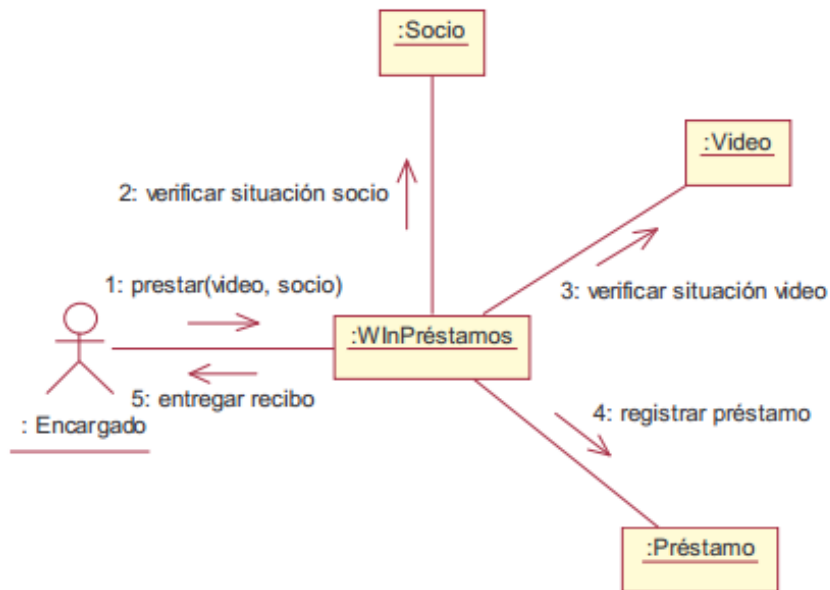 :Socio
:Video
2: verificar situación socio
1: prestar(video, socio)
3: verificar situación video
:WInPréstamos
5: entregar recibo
4: registrar préstamo
: Encargado
:Préstamo